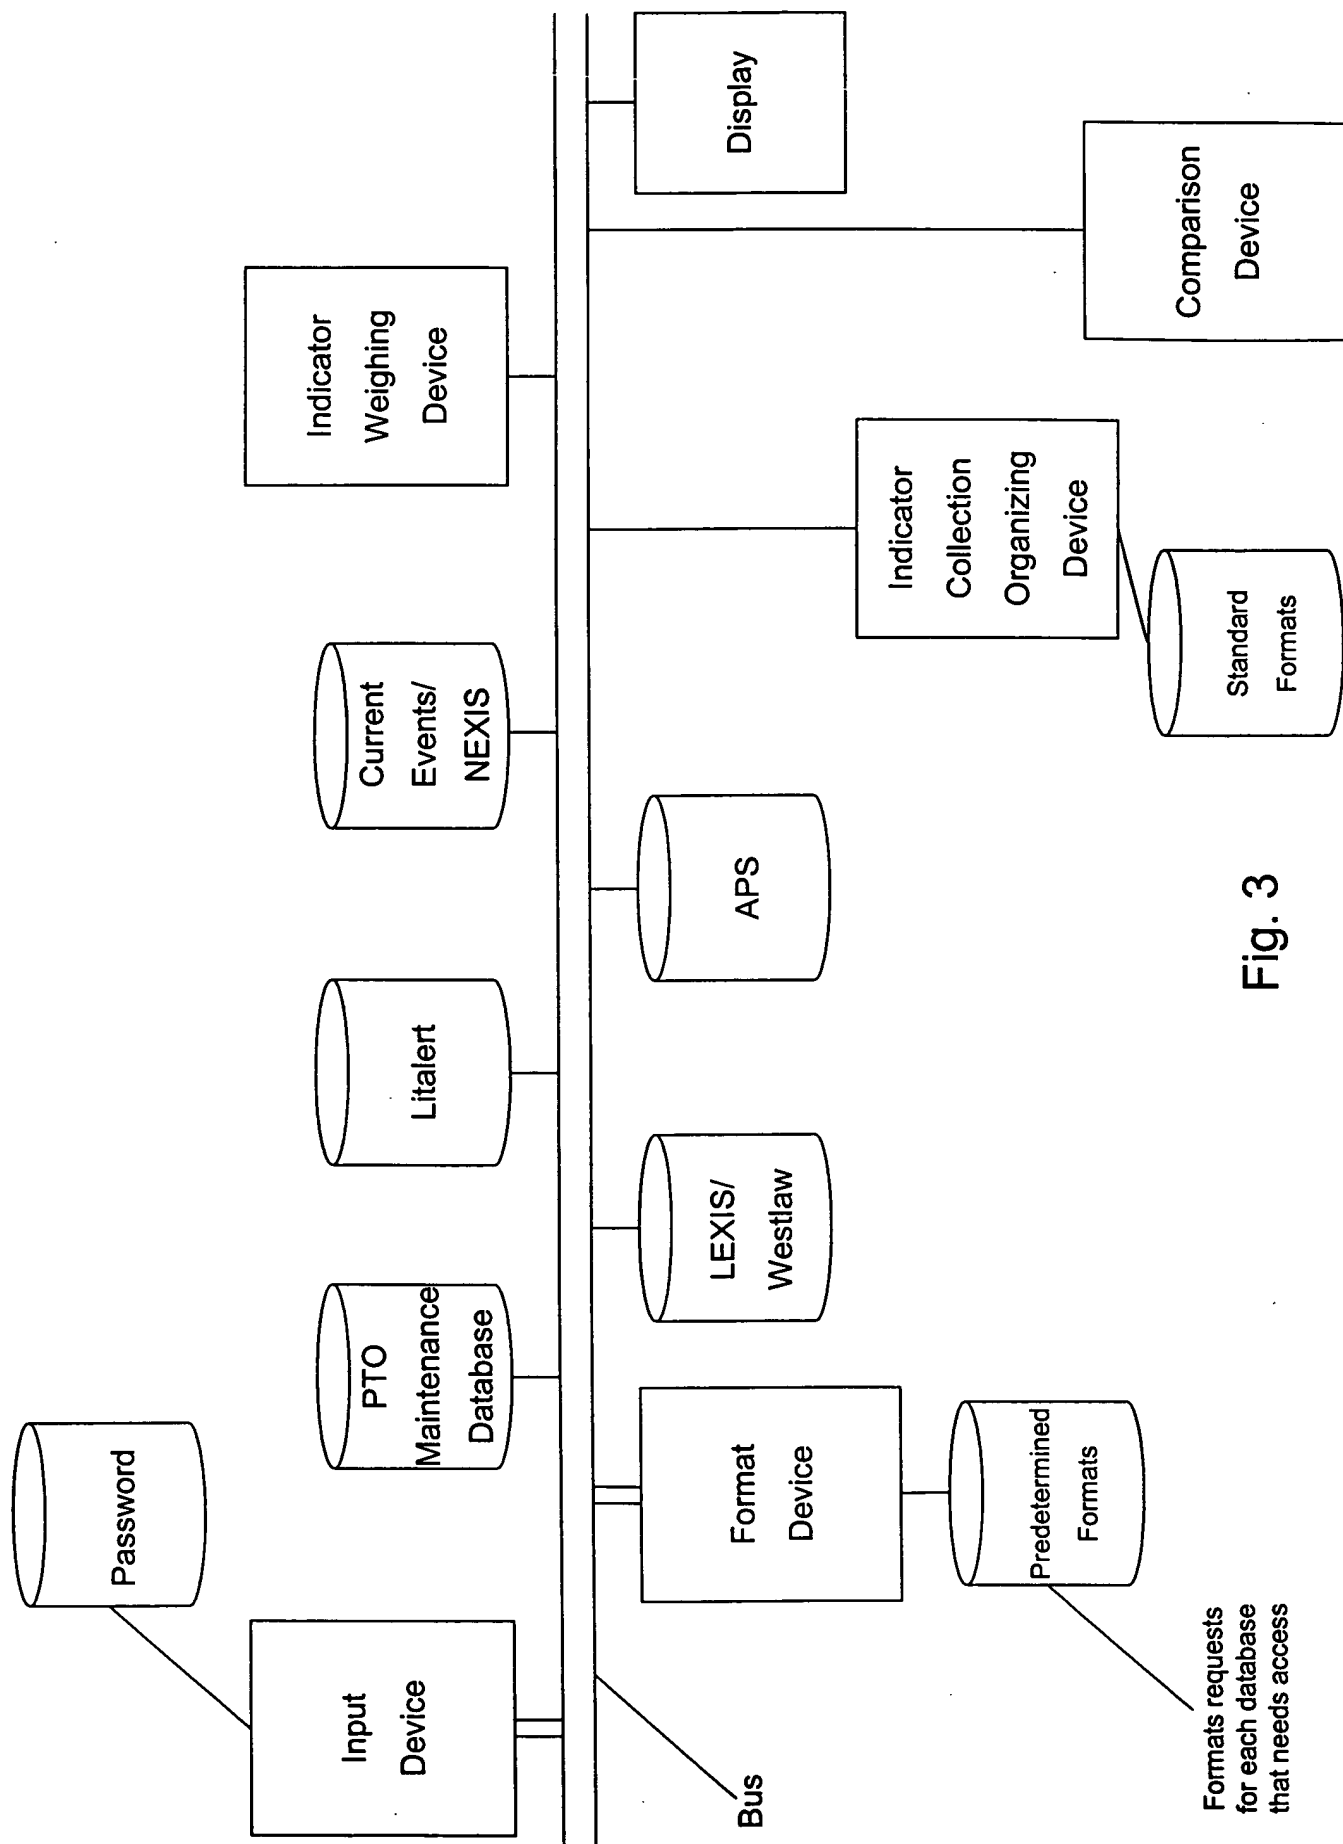 Password
Input
Device
PTO
Maintenance
Database
Litalert
Current
Events/
NEXIS
Indicator
Weighing
Device
Bus
Format
Device
LEXIS/
Westlaw
APS
Indicator
Collection
Organizing
Device
Display
Predetermined
Formats
Standard
Formats
Comparison
Device
Formats requests
for each database
that needs access
Fig. 3